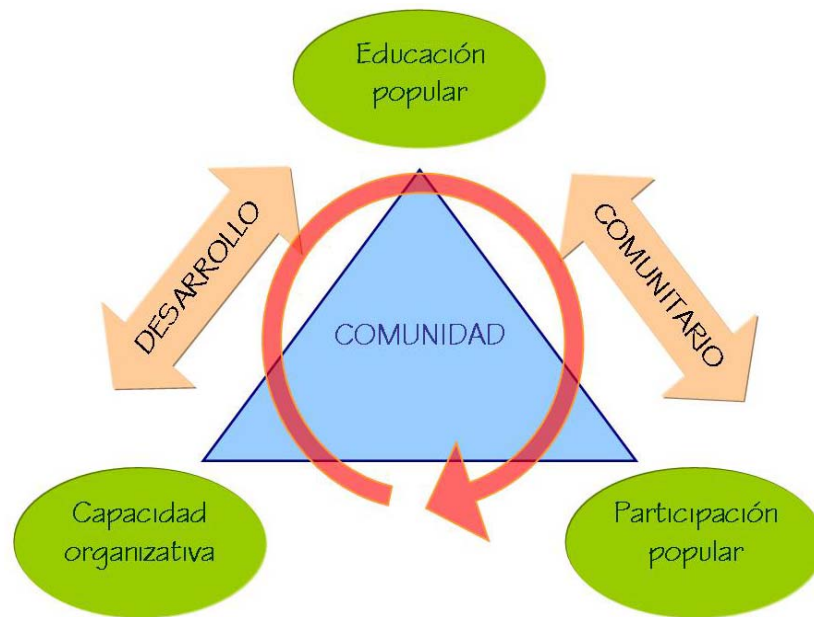 Educación
popular
DESARROLLO
COMUNITARIO
COMUNIDAD
Capacidad
organizativa
Participación
popular